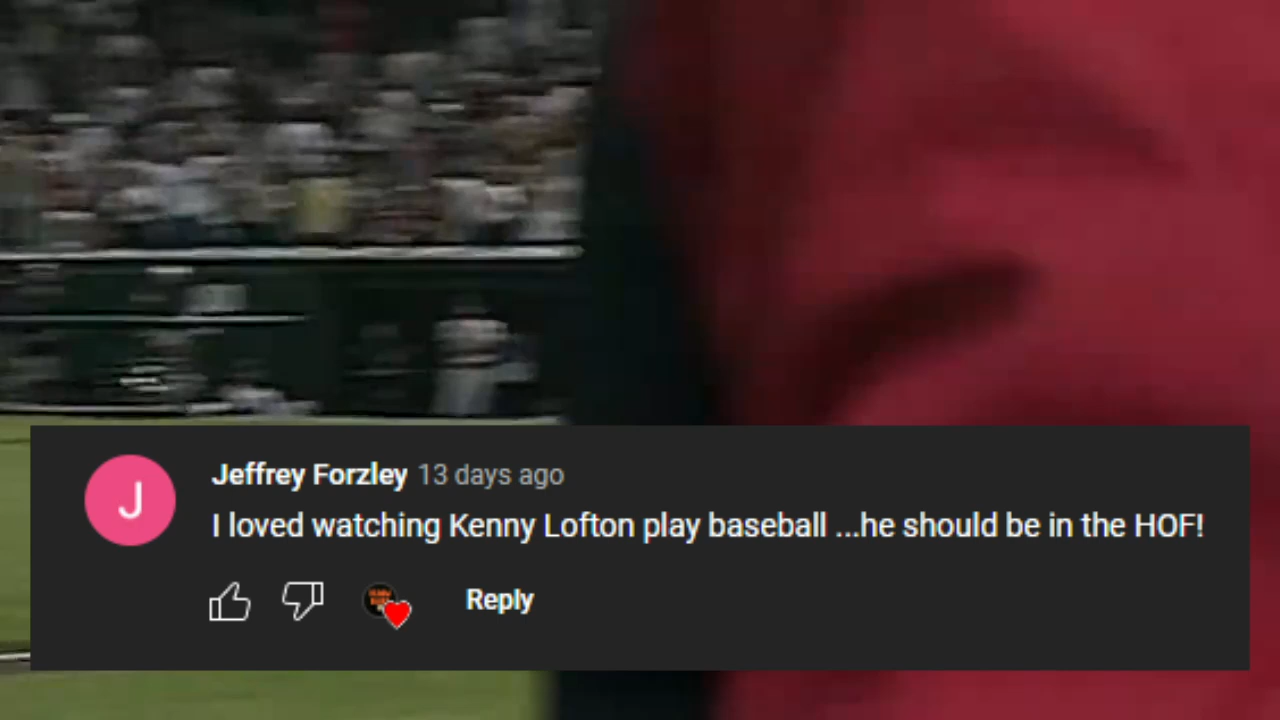 Jeffrey Forzley 13 days ago
I loved watching Kenny Lofton play baseball ...he should be in the HOF!
Reply